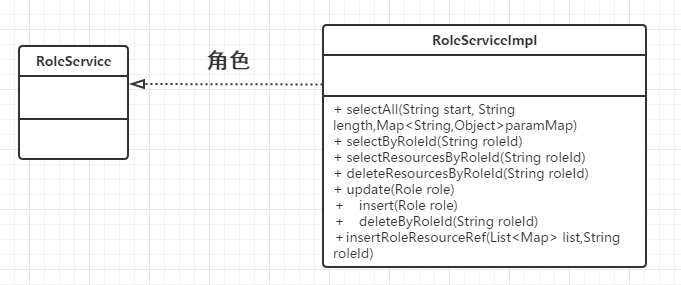 RoleService
角色
RoleServiceImpl
+ selectAll(String start, String
length,Map<String,Object>paramMap)
+ selectByRoleId(String roleId)
+ selectResourcesByRoleId(String roleId)
+ deleteResourcesByRoleId(String roleId)
+ update(Role role)
+ insert(Role role)
+ deleteByRoleId(String roleId)
+insertRoleResourceRef(List<Map> list,String
roleId)